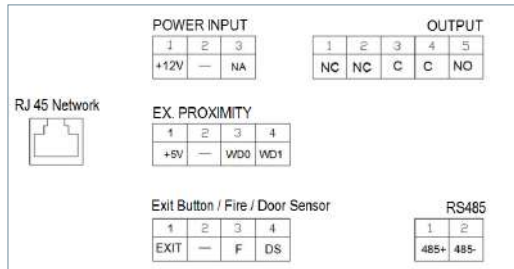 POWER INPUT
1 2 3
+12V — NA
OUTPUT
1 2 3 4 5
NC NC C C NO
RJ 45 Network
EX. PROXIMITY
1 2 3 4
+5V — WD0 WD1
Exit Button / Fire / Door Sensor
1 2 3 4
EXIT — F DS
RS485
1 2
485+ 485-